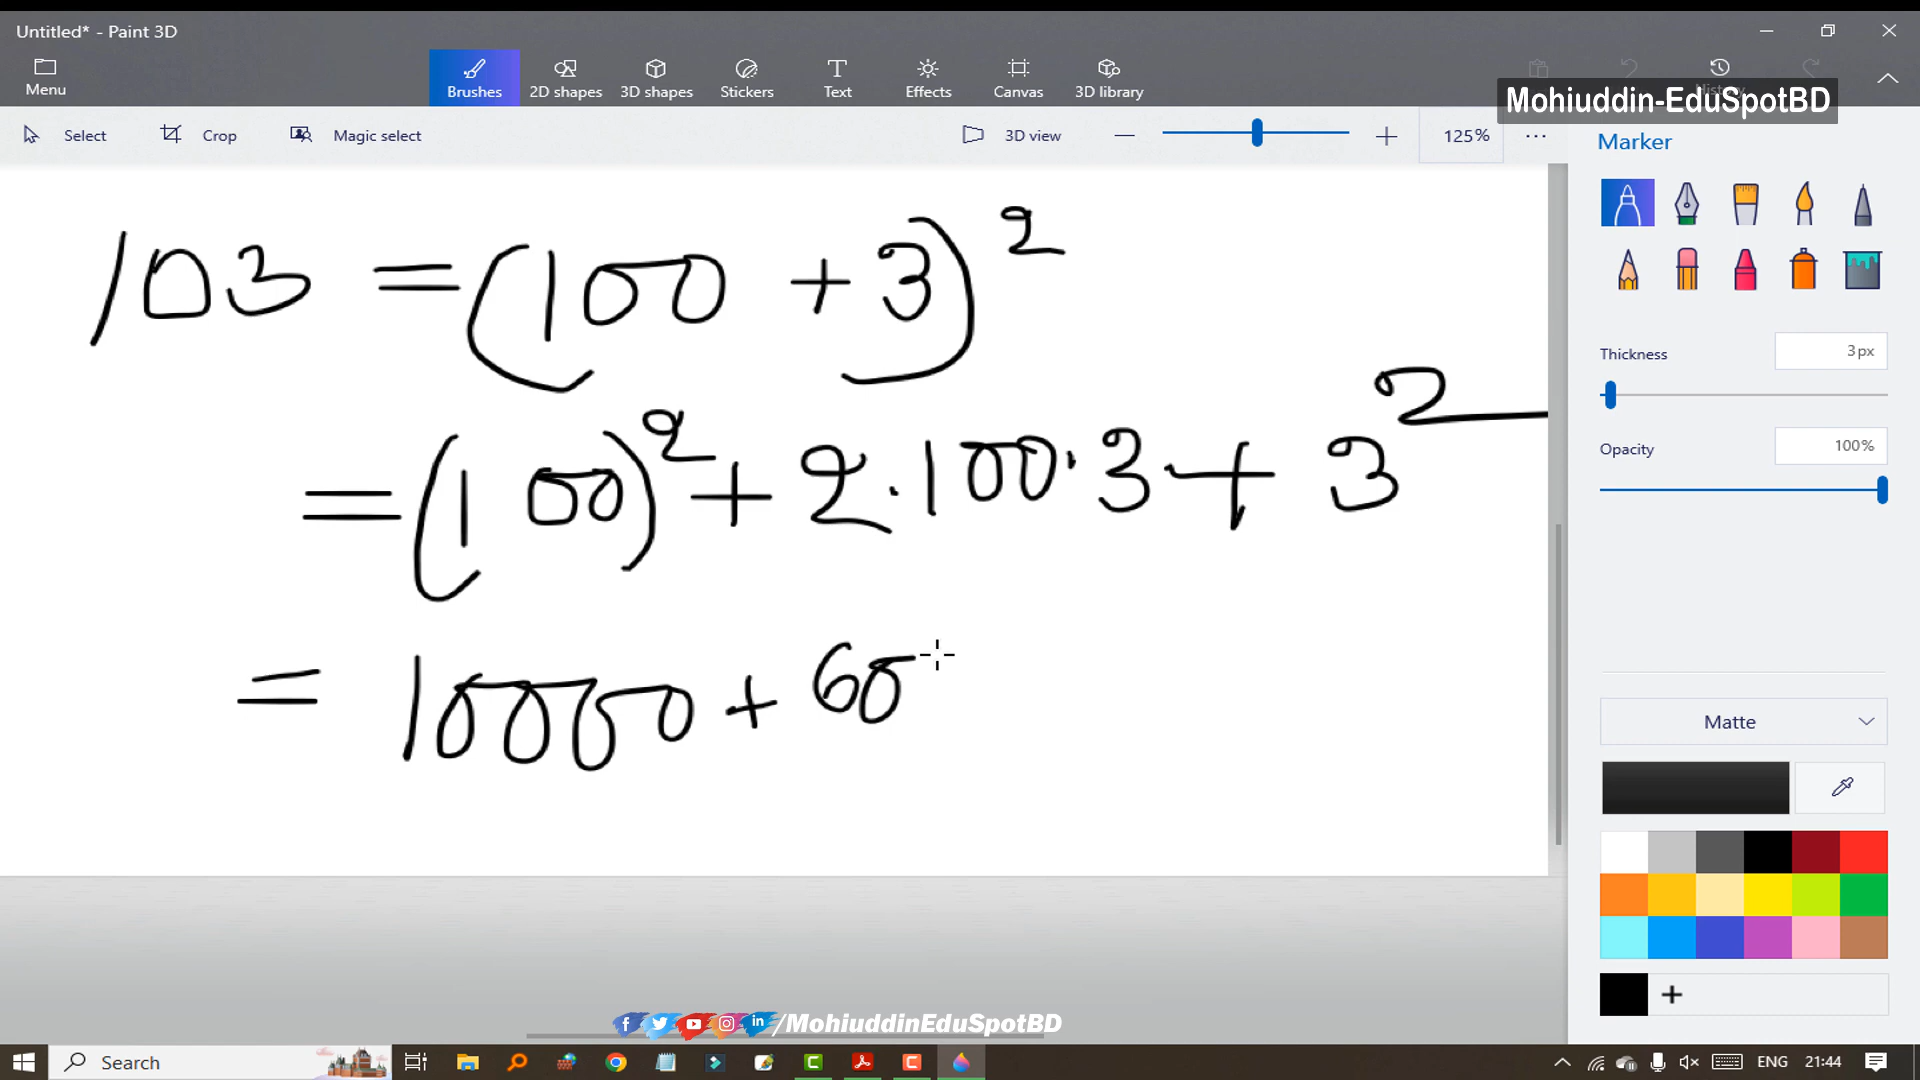 Untitled* - Paint 3D
Menu
Brushes
2D shapes
3D shapes
Stickers
Text
Effects
Canvas
3D library
Mohiuddin-EduSpotBD
Select
Crop
Magic select
3D view
125%
Marker
103 = (100 + 3)²
= (100)² + 2.100.3 + 3²
= 10000 + 60
Thickness
3px
Opacity
100%
Matte
/MohiuddinEduSpotBD
Search
ENG
21:44